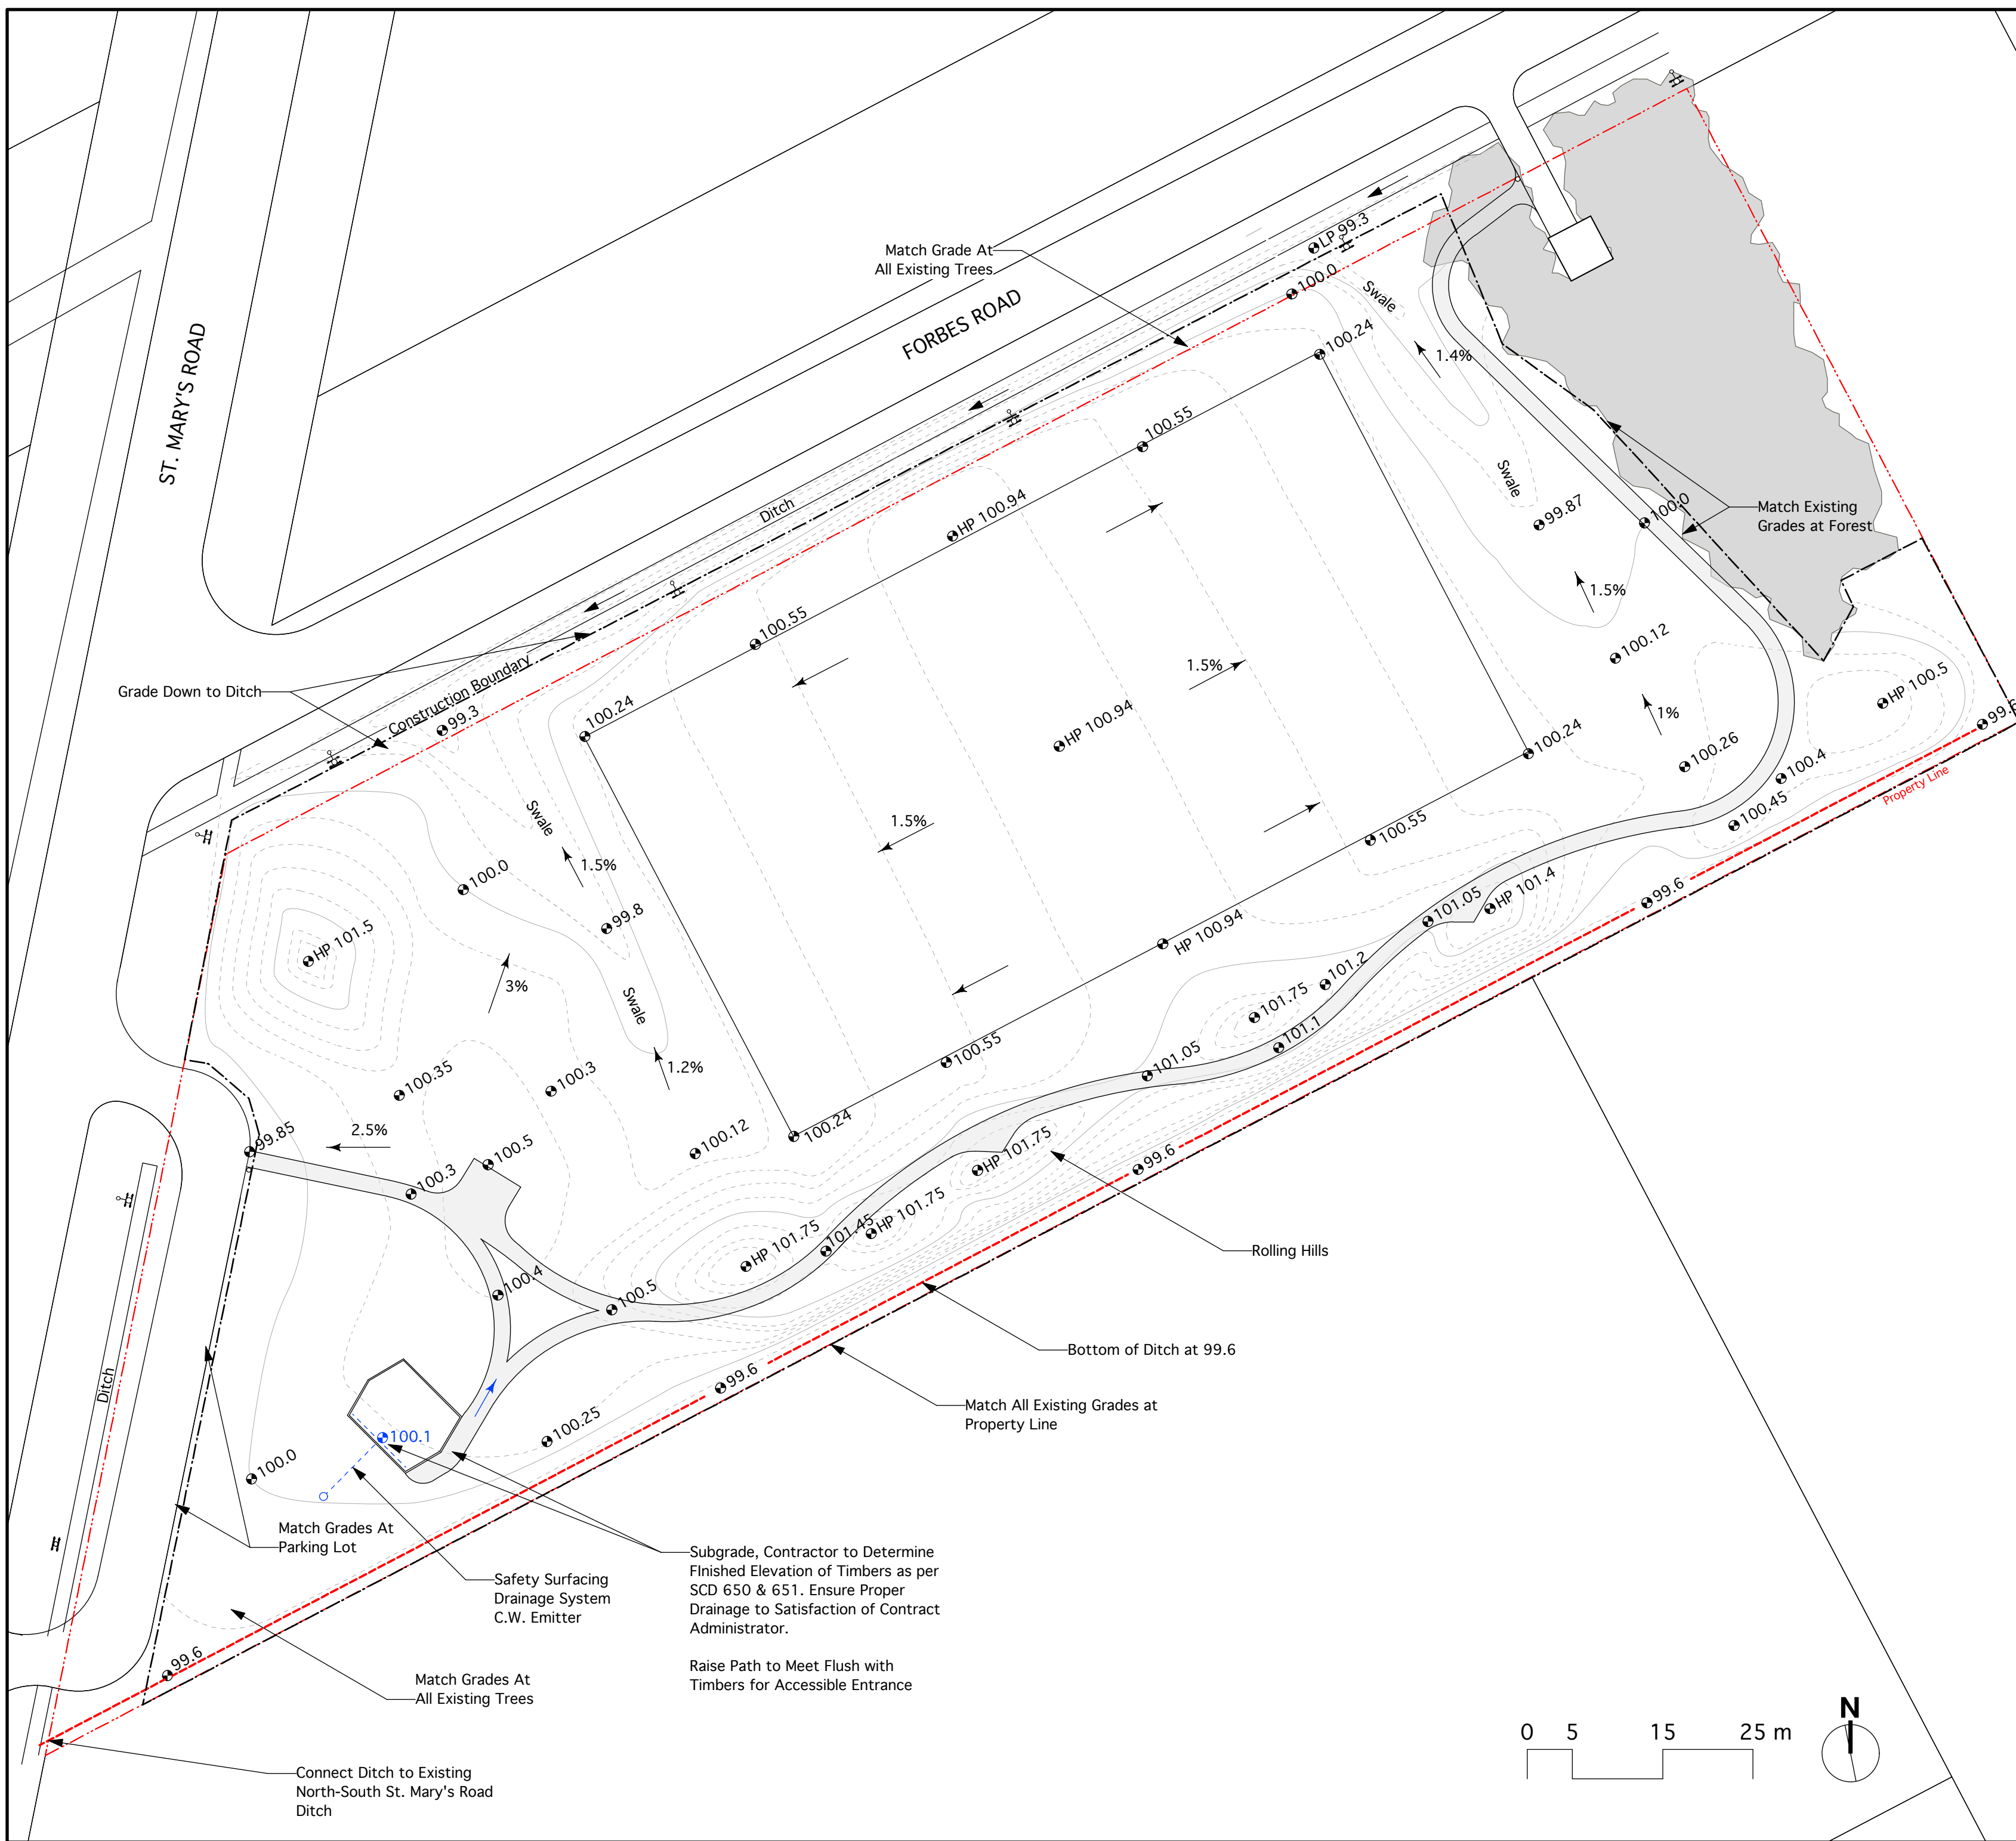 LP 99.3
Match Grade At
All Existing Trees
100.0
Swale
FORBES ROAD
100.24
1.4%
ST. MARY'S ROAD
100.55
Swale
HP 100.94
Ditch
99.87
100.0
Match Existing
Grades at Forest
1.5%
100.55
100.12
Construction Boundary
Grade Down to Ditch
1.5%
HP 100.5
99.3
100.24
HP 100.94
1%
99.6
100.24
100.26
100.4
Property Line
Swale
1.5%
100.45
100.55
1.5%
100.0
99.8
HP 101.4
101.05
99.6
HP 101.5
HP 100.94
3%
Swale
101.2
101.75
101.1
100.55
101.05
1.2%
100.35
100.3
99.85
2.5%
100.12
100.24
100.5
HP 101.75
99.6
100.3
HP 101.75
HP 101.75
101.45
Rolling Hills
100.4
100.5
Bottom of Ditch at 99.6
Ditch
99.6
Match All Existing Grades at
Property Line
100.25
100.1
100.0
Match Grades At
Parking Lot
Safety Surfacing
Drainage System
C.W. Emitter
Subgrade, Contractor to Determine
FInished Elevation of Timbers as per
SCD 650 & 651. Ensure Proper
Drainage to Satisfaction of Contract
Administrator.
Raise Path to Meet Flush with
Timbers for Accessible Entrance
99.6
Match Grades At
All Existing Trees
Connect Ditch to Existing
North-South St. Mary's Road
Ditch
0 5 15 25 m
N